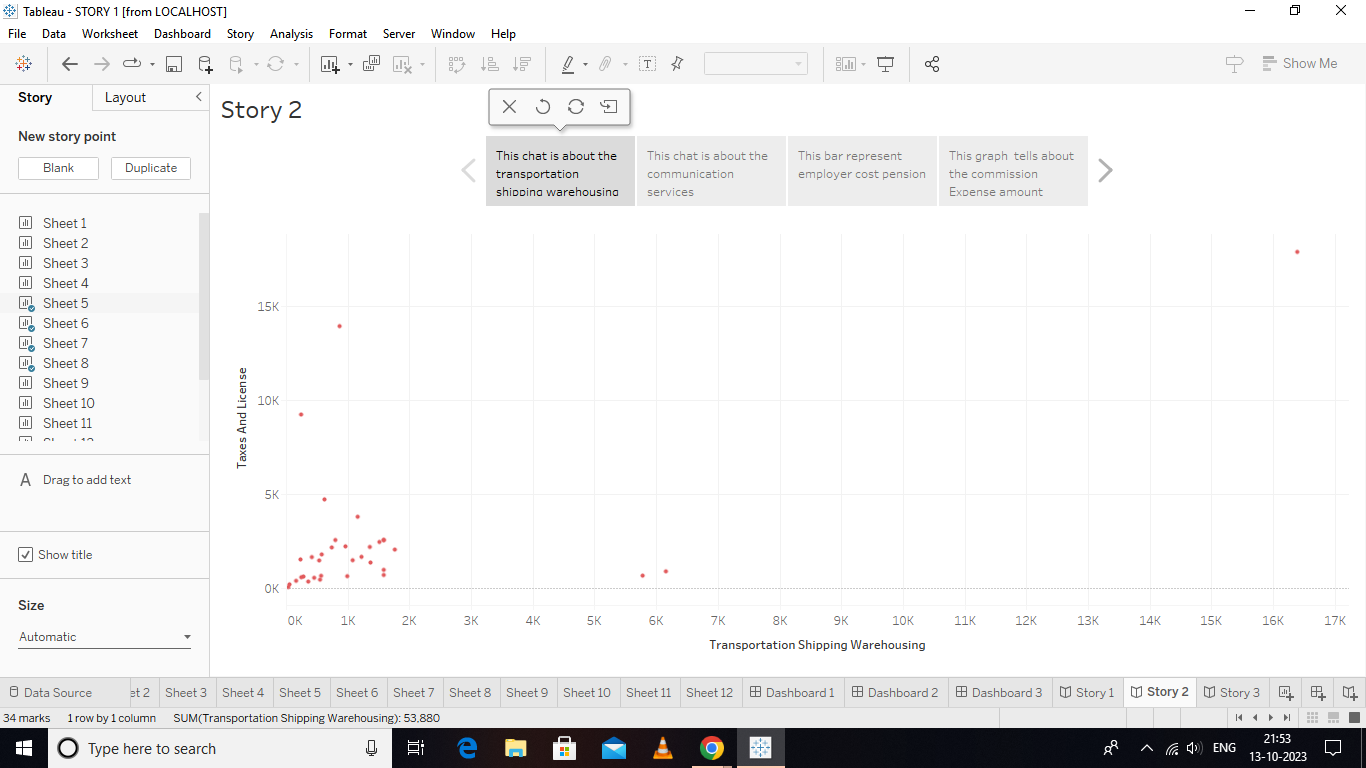 Tableau - STORY 1 [from LOCALHOST]
File Data Worksheet Dashboard Story Analysis Format Server Window Help
Show Me
Story Layout
New story point
Blank Duplicate
Sheet 1
Sheet 2
Sheet 3
Sheet 4
Sheet 5
Sheet 6
Sheet 7
Sheet 8
Sheet 9
Sheet 10
Sheet 11
A Drag to add text
Show title
Size
Automatic
Story 2
This chat is about the
transportation
shipping warehousing
This chat is about the
communication
services
This bar represent
employer cost pension
This graph tells about
the commission
Expense amount
Taxes And License
15K
10K
5K
0K
0K 1K 2K 3K 4K 5K 6K 7K 8K 9K 10K 11K 12K 13K 14K 15K 16K 17K
Transportation Shipping Warehousing
Data Source et 2 Sheet 3 Sheet 4 Sheet 5 Sheet 6 Sheet 7 Sheet 8 Sheet 9 Sheet 10 Sheet 11 Sheet 12 Dashboard 1 Dashboard 2 Dashboard 3 Story 1 Story 2 Story 3
34 marks 1 row by 1 column SUM(Transportation Shipping Warehousing): 53,880
Type here to search
ENG
21:53
13-10-2023